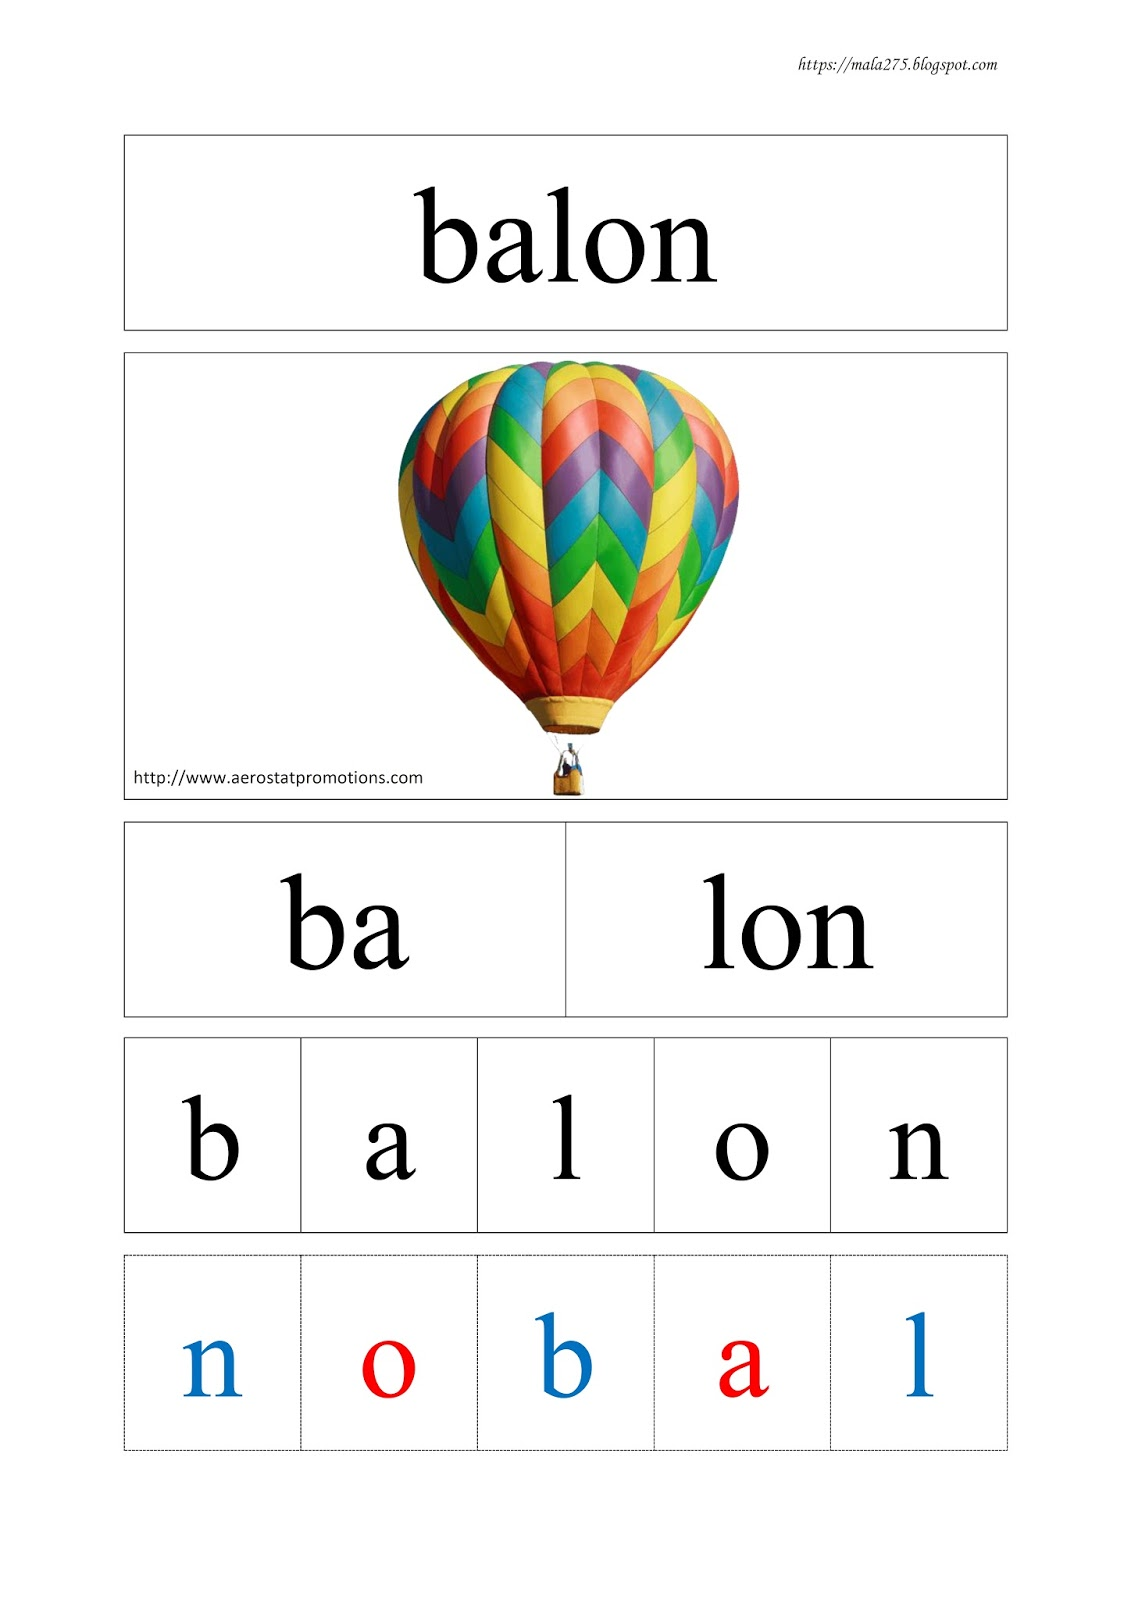 https://mala275.blogspot.com
balon
http://www.aerostatpromotions.com
ba lon
b a l o n
n o b a l